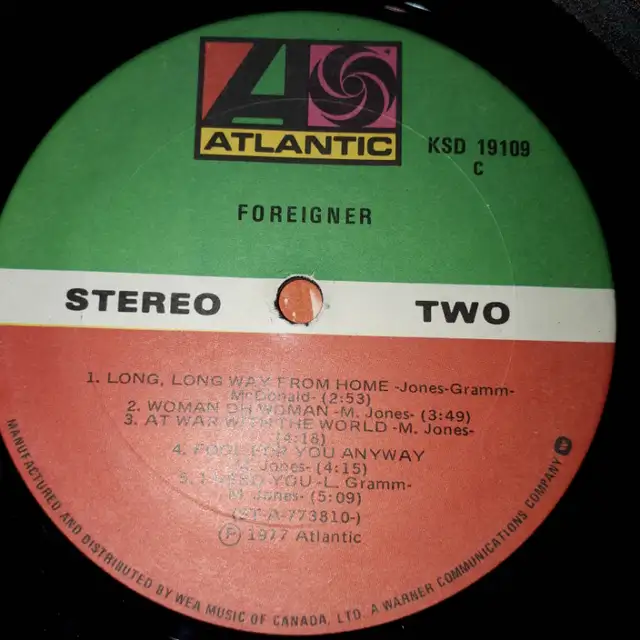 ATLANTIC
KSD 19109
C
FOREIGNER
STEREO TWO
1. LONG, LONG WAY FROM HOME -Jones-Gramm-
McDonald- (2:53)
2. WOMAN OH WOMAN -M. Jones- (3:49)
3. AT WAR WITH THE WORLD -M. Jones-
(4:18)
4. FOOL FOR YOU ANYWAY
Jones- (4:15)
5. I NEED YOU -L. Gramm-
M. Jones- (5:09)
(ST-A-773810-)
Ⓟ 1977 Atlantic
MANUFACTURED AND DISTRIBUTED BY WEA MUSIC OF CANADA, LTD. A WARNER COMMUNICATIONS COMPANY